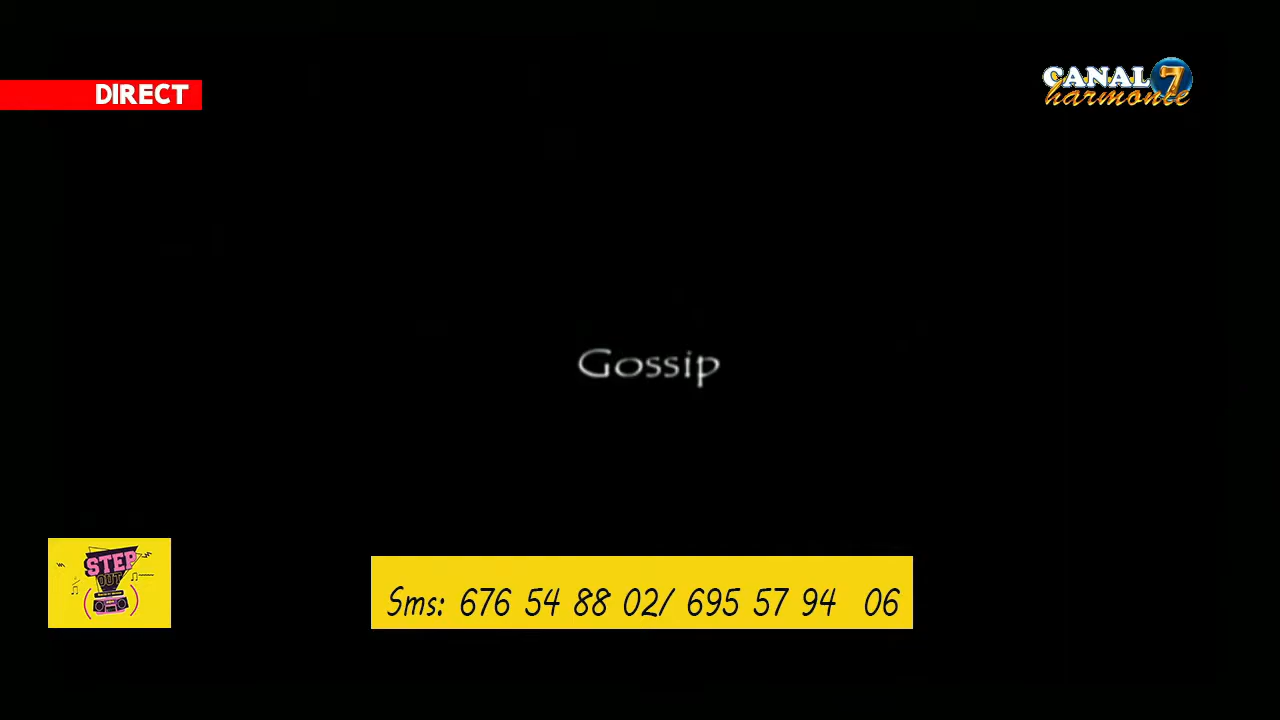 DIRECT
CANAL 7
harmonie
Gossip
STEP
OUT
Sms: 676 54 88 02/ 695 57 94 06